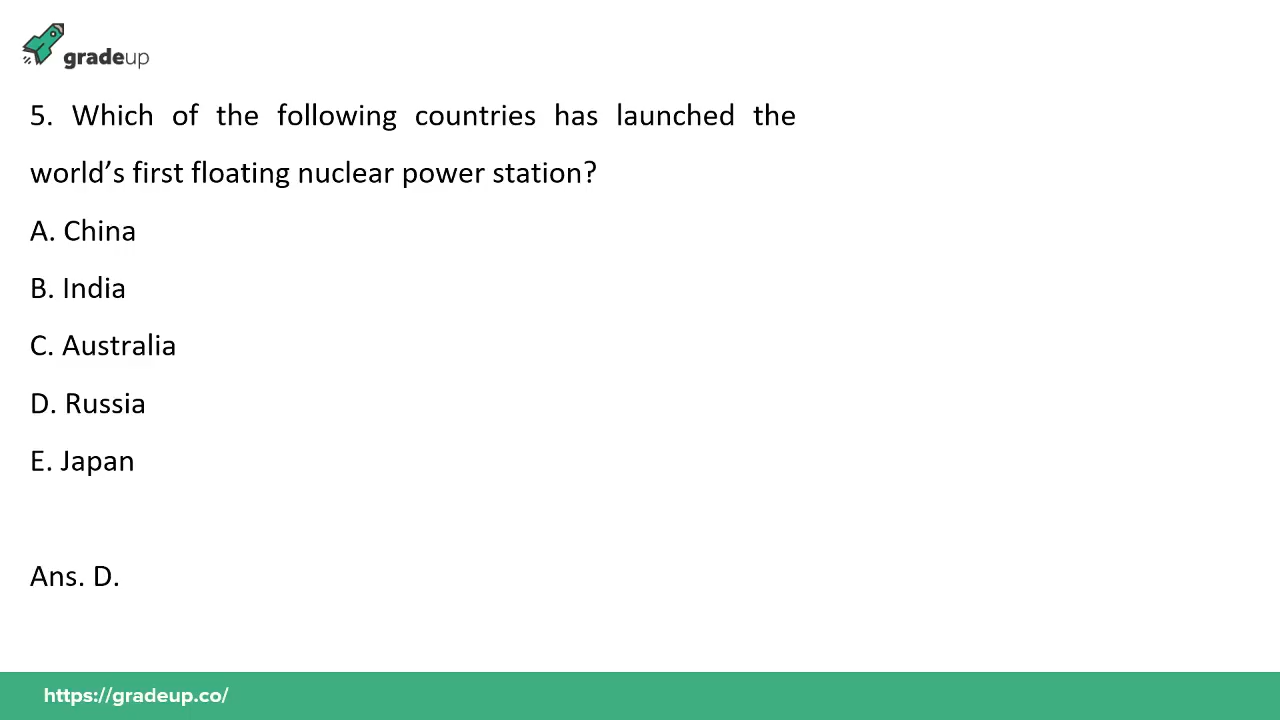 gradeup
5. Which of the following countries has launched the
world’s first floating nuclear power station?
A. China
B. India
C. Australia
D. Russia
E. Japan
Ans. D.
https://gradeup.co/